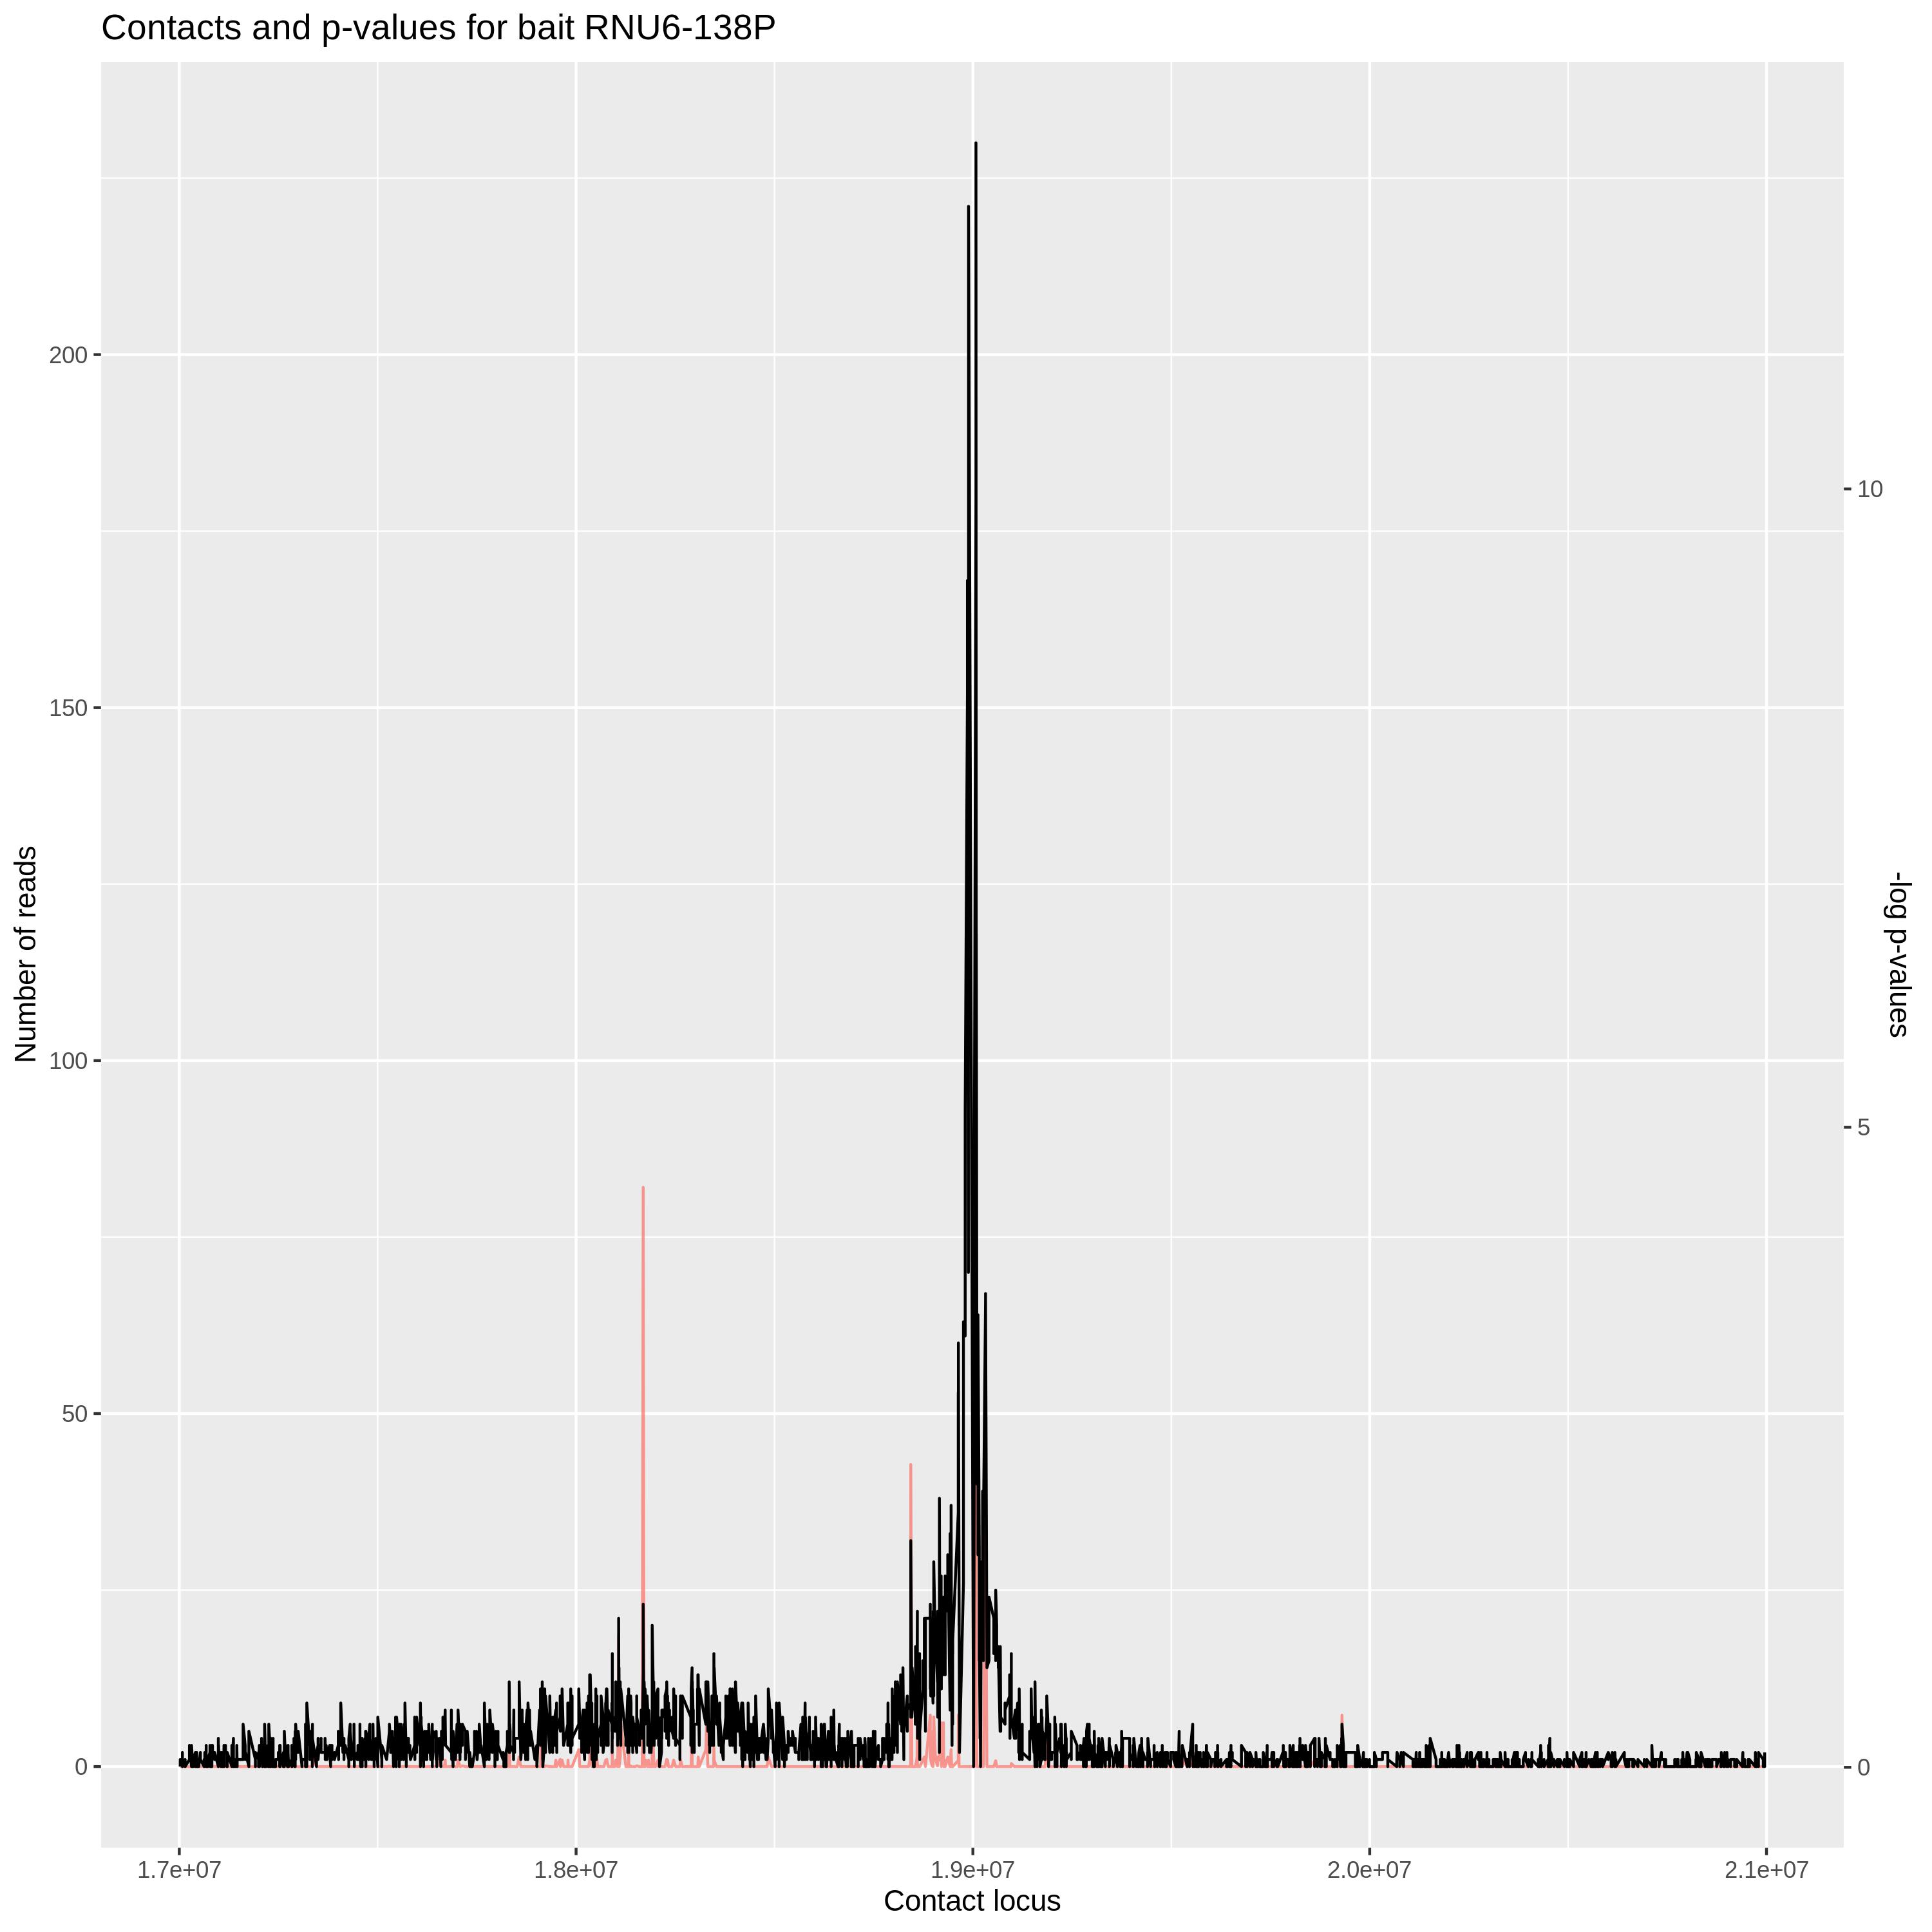 Contacts and p-values for bait RNU6-138P
200
150
100
50
0
Number of reads
10
5
0
-log p-values
1.7e+07 1.8e+07 1.9e+07 2.0e+07 2.1e+07
Contact locus